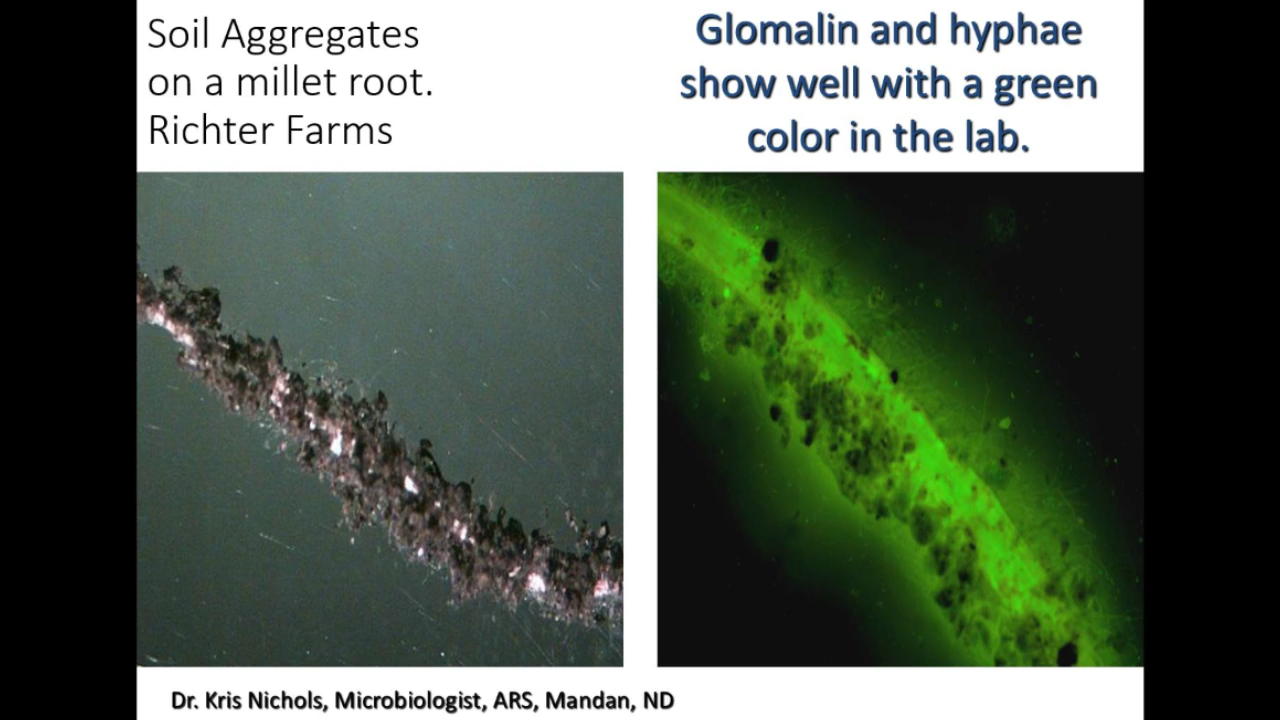 Soil Aggregates
on a millet root.
Richter Farms
Glomalin and hyphae
show well with a green
color in the lab.
Dr. Kris Nichols, Microbiologist, ARS, Mandan, ND